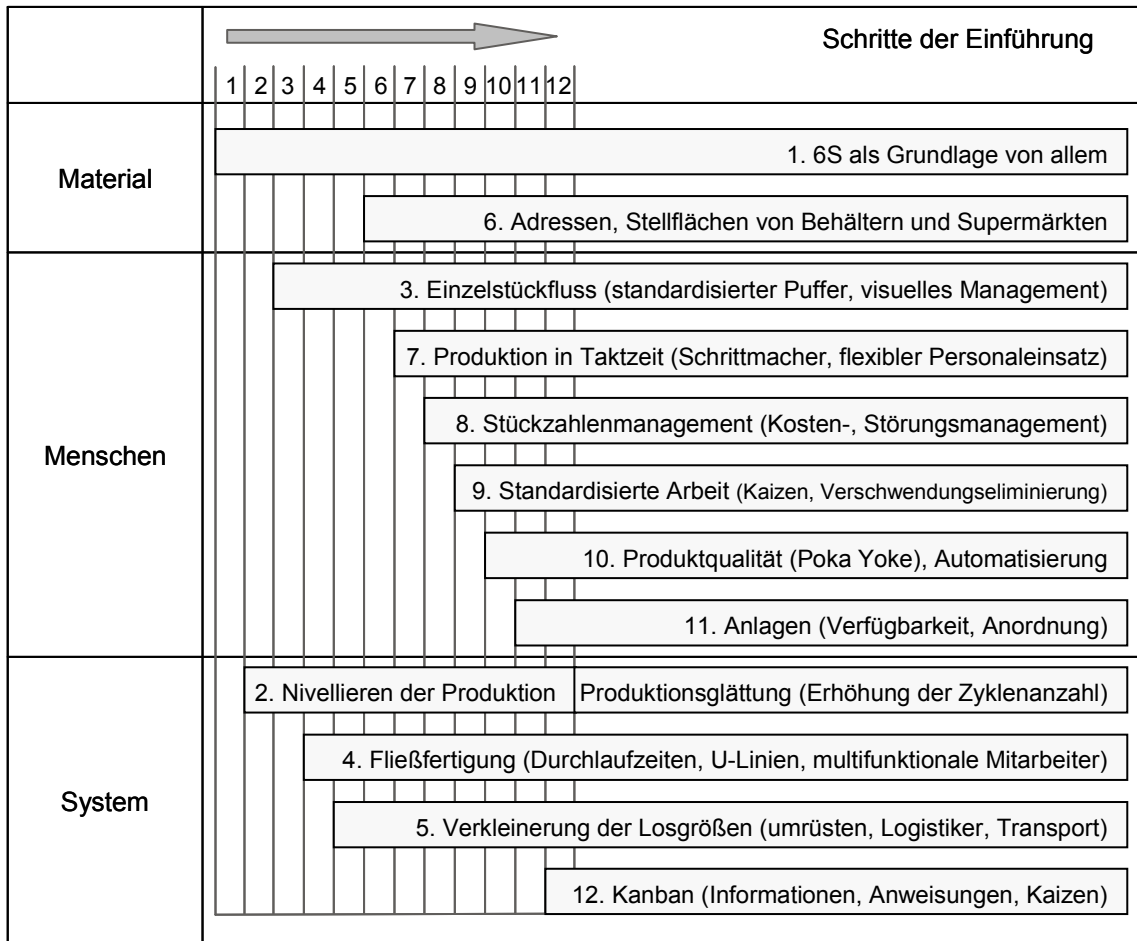 Schritte der Einführung
1 2 3 4 5 6 7 8 9 10 11 12
Material
1. 6S als Grundlage von allem
6. Adressen, Stellflächen von Behältern und Supermärkten
Menschen
3. Einzelstückfluss (standardisierter Puffer, visuelles Management)
7. Produktion in Taktzeit (Schrittmacher, flexibler Personaleinsatz)
8. Stückzahlenmanagement (Kosten-, Störungsmanagement)
9. Standardisierte Arbeit (Kaizen, Verschwendungseliminierung)
10. Produktqualität (Poka Yoke), Automatisierung
11. Anlagen (Verfügbarkeit, Anordnung)
System
2. Nivellieren der Produktion Produktionsglättung (Erhöhung der Zyklenanzahl)
4. Fließfertigung (Durchlaufzeiten, U-Linien, multifunktionale Mitarbeiter)
5. Verkleinerung der Losgrößen (umrüsten, Logistiker, Transport)
12. Kanban (Informationen, Anweisungen, Kaizen)